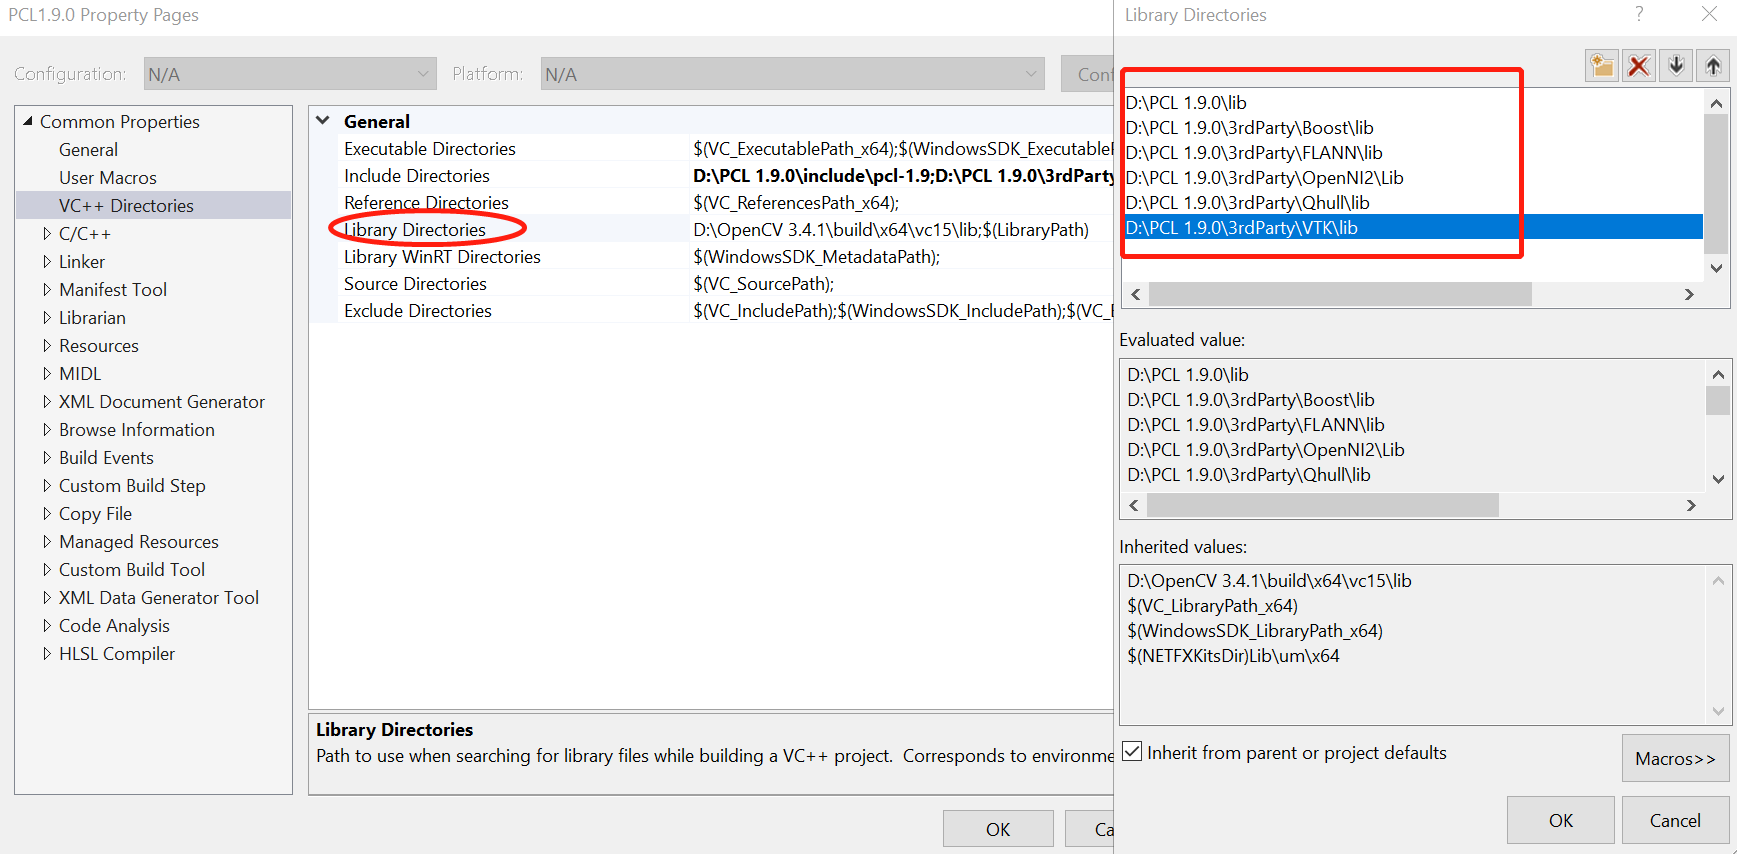 PCL1.9.0 Property Pages
Configuration:
N/A
Platform:
N/A
Conf
Common Properties
General
User Macros
VC++ Directories
C/C++
Linker
Manifest Tool
Librarian
Resources
MIDL
XML Document Generator
Browse Information
Build Events
Custom Build Step
Copy File
Managed Resources
Custom Build Tool
XML Data Generator Tool
Code Analysis
HLSL Compiler
General
Executable Directories $(VC_ExecutablePath_x64);$(WindowsSDK_Executable
Include Directories D:\PCL 1.9.0\include\pcl-1.9;D:\PCL 1.9.0\3rdParty
Reference Directories $(VC_ReferencesPath_x64);
Library Directories D:\OpenCV 3.4.1\build\x64\vc15\lib;$(LibraryPath)
Library WinRT Directories $(WindowsSDK_MetadataPath);
Source Directories $(VC_SourcePath);
Exclude Directories $(VC_IncludePath);$(WindowsSDK_IncludePath);$(VC_E
Library Directories
Path to use when searching for library files while building a VC++ project.  Corresponds to environme
OK
Ca
Library Directories
?
D:\PCL 1.9.0\lib
D:\PCL 1.9.0\3rdParty\Boost\lib
D:\PCL 1.9.0\3rdParty\FLANN\lib
D:\PCL 1.9.0\3rdParty\OpenNI2\Lib
D:\PCL 1.9.0\3rdParty\Qhull\lib
D:\PCL 1.9.0\3rdParty\VTK\lib
Evaluated value:
D:\PCL 1.9.0\lib
D:\PCL 1.9.0\3rdParty\Boost\lib
D:\PCL 1.9.0\3rdParty\FLANN\lib
D:\PCL 1.9.0\3rdParty\OpenNI2\Lib
D:\PCL 1.9.0\3rdParty\Qhull\lib
Inherited values:
D:\OpenCV 3.4.1\build\x64\vc15\lib
$(VC_LibraryPath_x64)
$(WindowsSDK_LibraryPath_x64)
$(NETFXKitsDir)Lib\um\x64
Inherit from parent or project defaults
Macros>>
OK
Cancel